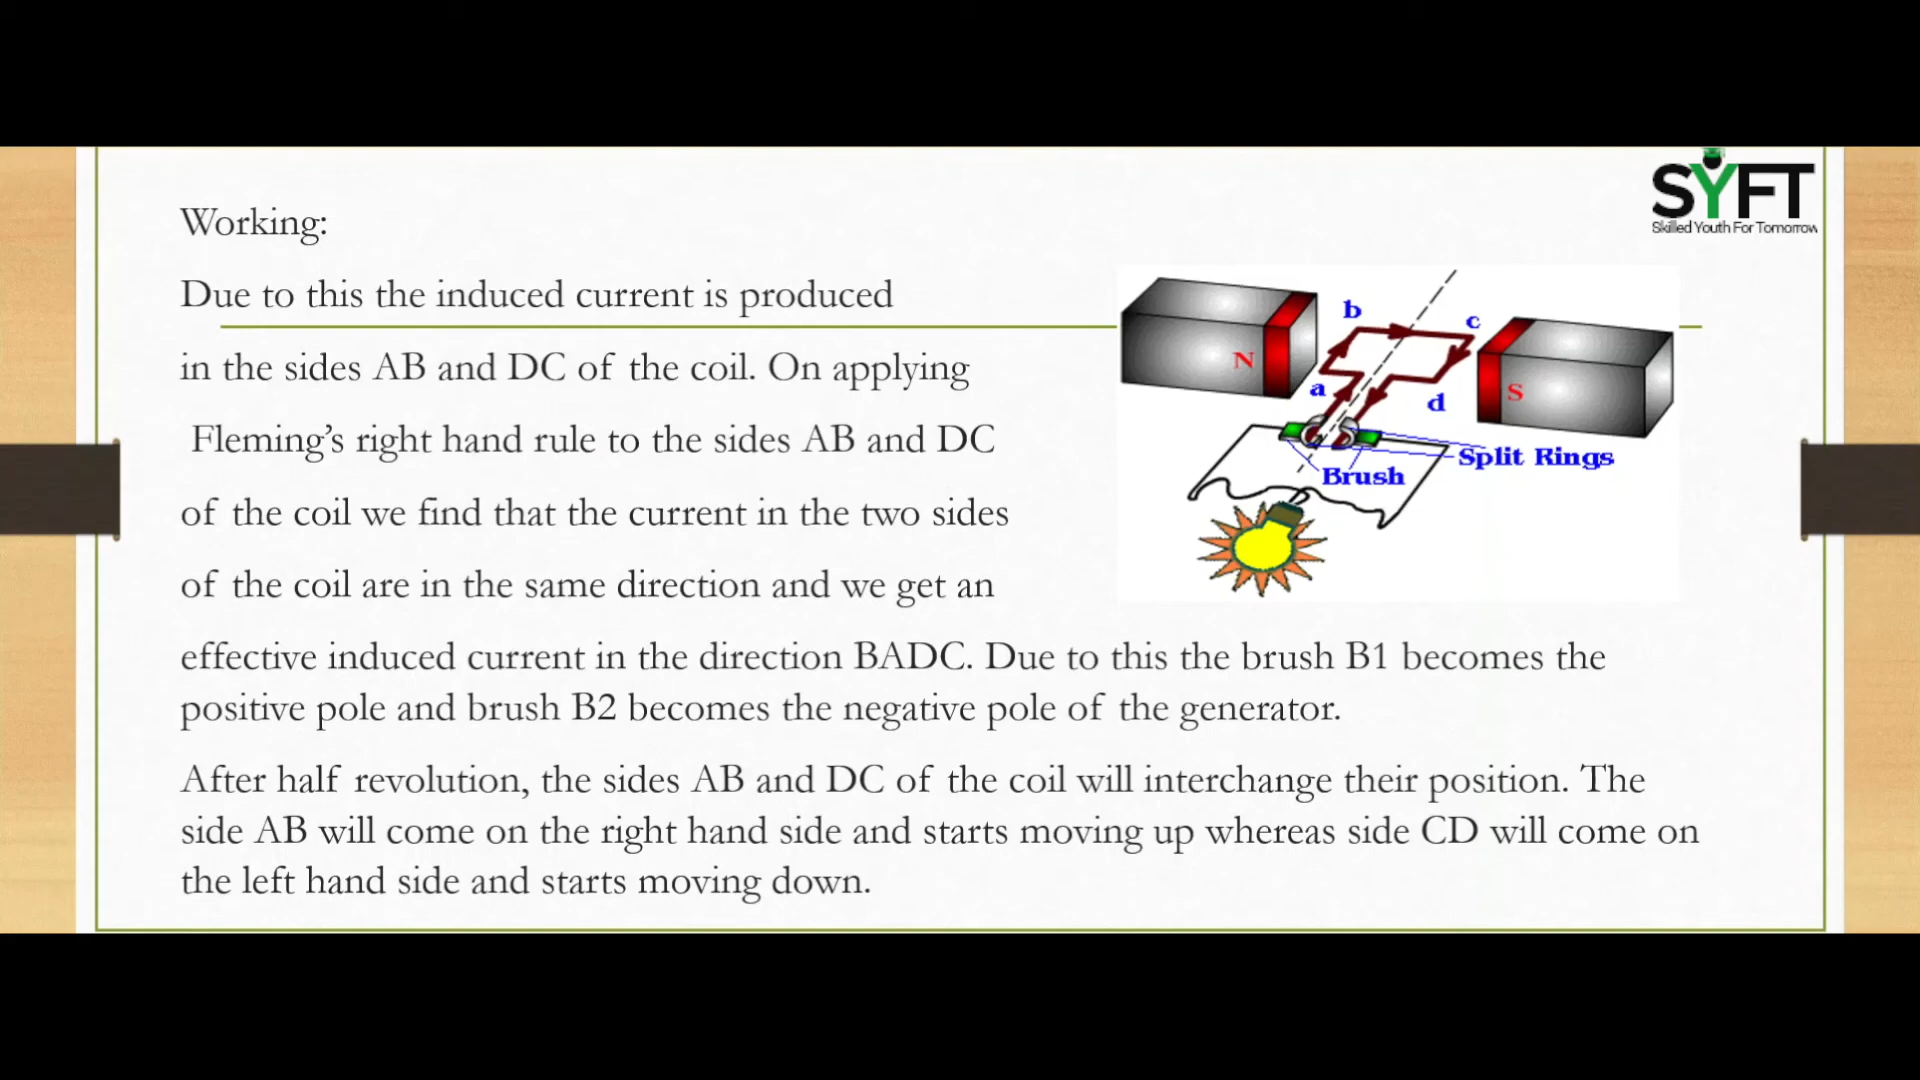 SYFT
Skilled Youth For Tomorrow
Working:
Due to this the induced current is produced
in the sides AB and DC of the coil. On applying
Fleming’s right hand rule to the sides AB and DC
of the coil we find that the current in the two sides
of the coil are in the same direction and we get an
effective induced current in the direction BADC. Due to this the brush B1 becomes the
positive pole and brush B2 becomes the negative pole of the generator.
After half revolution, the sides AB and DC of the coil will interchange their position. The
side AB will come on the right hand side and starts moving up whereas side CD will come on
the left hand side and starts moving down.
b
c
N
a
d
S
Split Rings
Brush